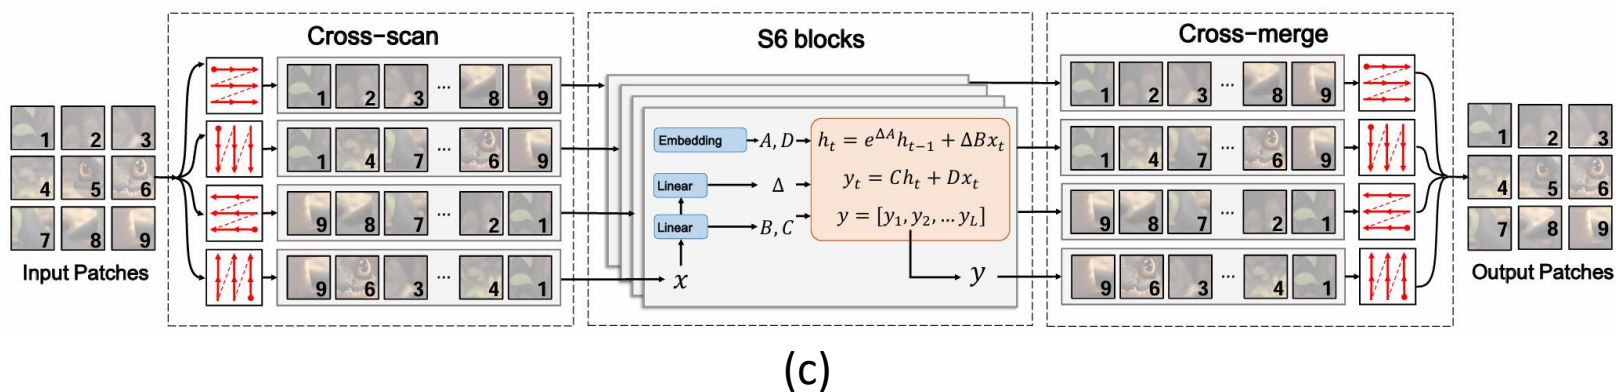 Cross-scan
S6 blocks
Cross-merge
1 2 3
4 5 6
7 8 9
Input Patches
1 2 3 ... 8 9
1 4 7 ... 6 9
9 8 7 ... 2 1
9 6 3 ... 4 1
Embedding
A, D
Linear
Δ
Linear
B, C
x
h_t = e^{ΔA}h_{t-1} + ΔBx_t
y_t = Ch_t + Dx_t
y = [y_1, y_2, ... y_L]
y
1 2 3 ... 8 9
1 4 7 ... 6 9
9 8 7 ... 2 1
9 6 3 ... 4 1
1 2 3
4 5 6
7 8 9
Output Patches
(c)